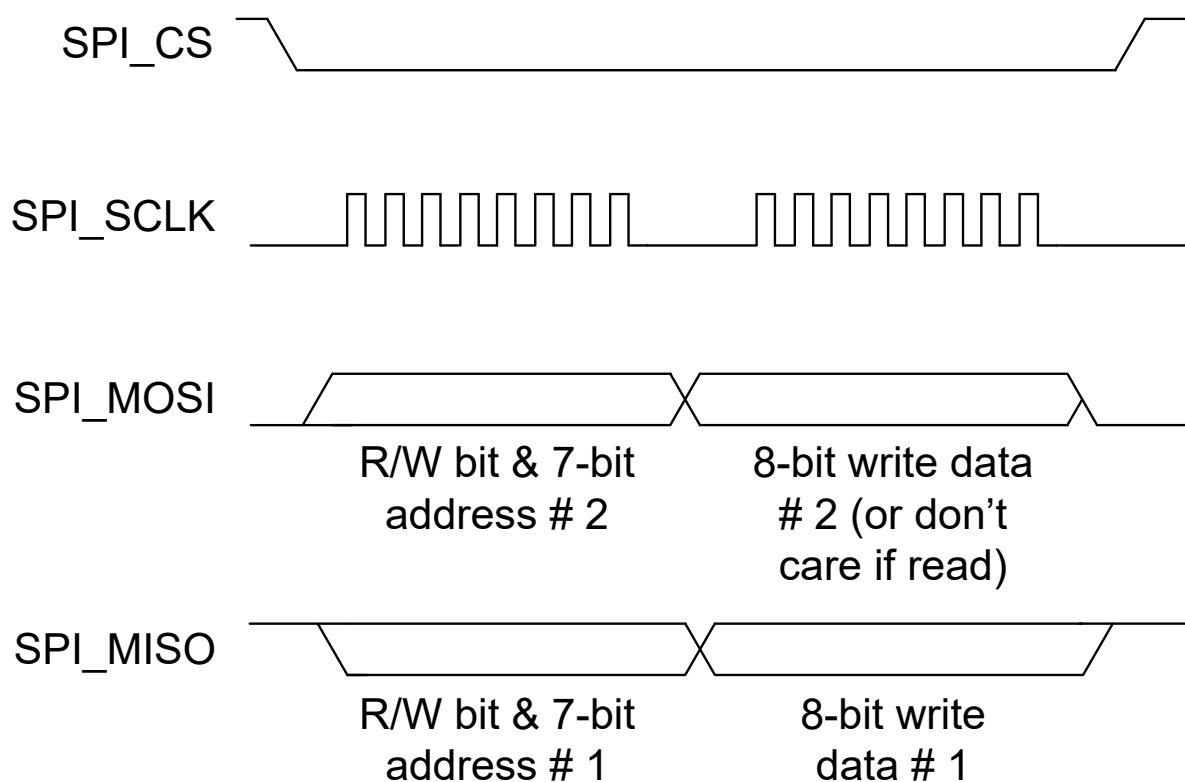 SPI_CS
SPI_SCLK
SPI_MOSI
R/W bit & 7-bit
address # 2
8-bit write data
# 2 (or don't
care if read)
SPI_MISO
R/W bit & 7-bit
address # 1
8-bit write
data # 1